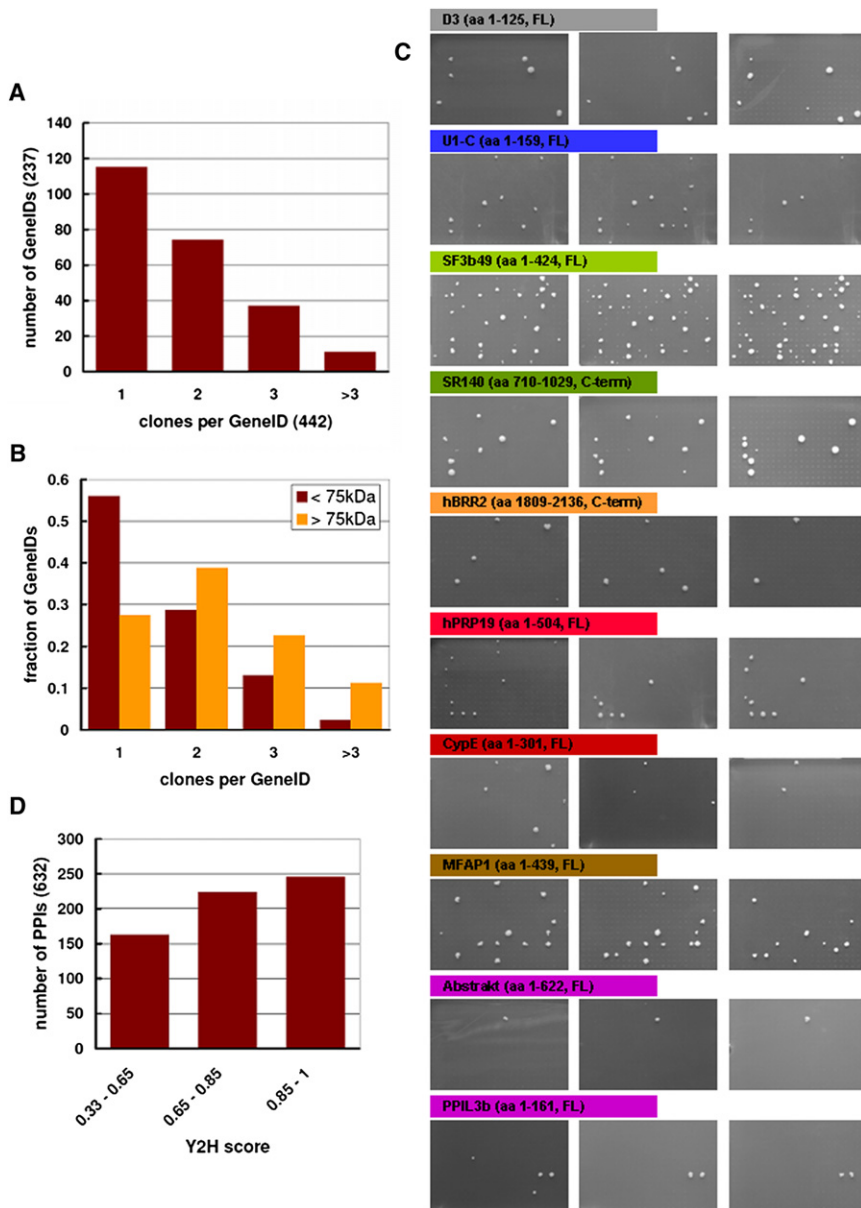 A
number of GeneIDs (237)
140
120
100
80
60
40
20
0
1 2 3 >3
clones per GeneID (442)
B
fraction of GeneIDs
0.6
0.5
0.4
0.3
0.2
0.1
0
< 75kDa
> 75kDa
1 2 3 >3
clones per GeneID
D
number of PPIs (632)
300
250
200
150
100
50
0
0.33 - 0.65 0.65 - 0.85 0.85 - 1
Y2H score
C
D3 (aa 1-125, FL)
U1-C (aa 1-159, FL)
SF3b49 (aa 1-424, FL)
SR140 (aa 710-1029, C-term)
hBRR2 (aa 1809-2136, C-term)
hPRP19 (aa 1-504, FL)
CypE (aa 1-301, FL)
MFAP1 (aa 1-439, FL)
Abstrakt (aa 1-622, FL)
PPIL3b (aa 1-161, FL)